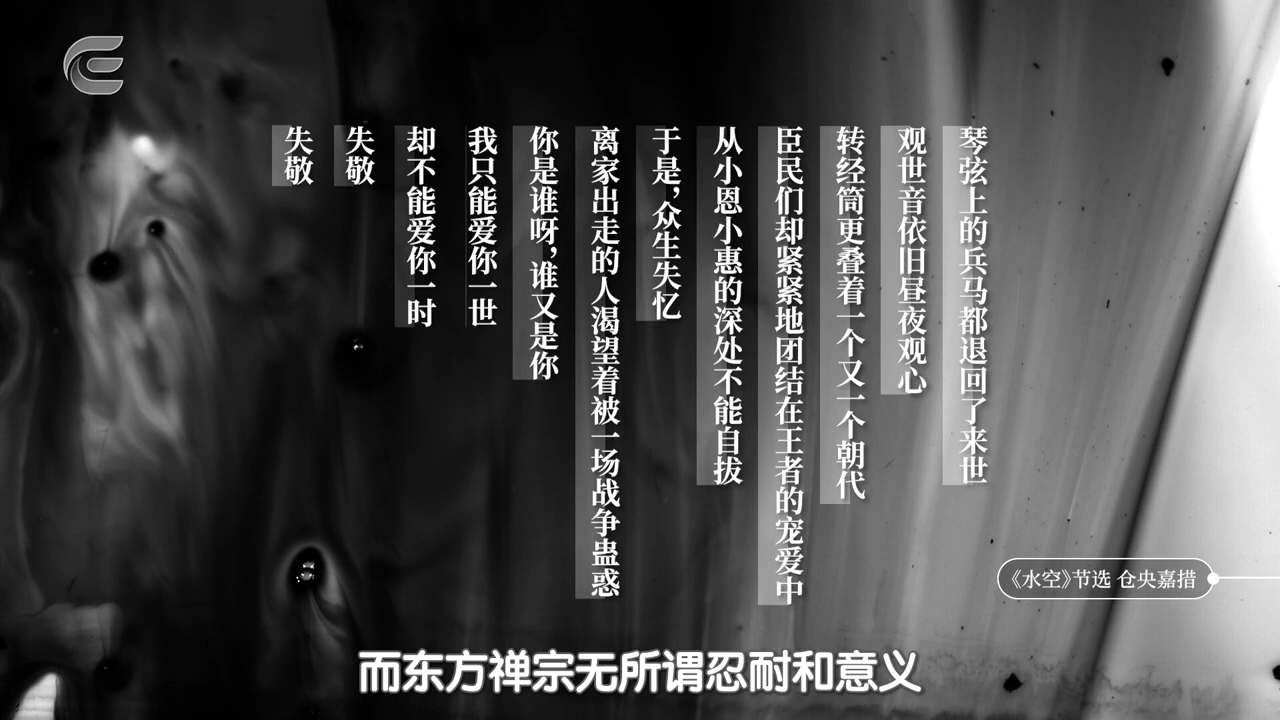 琴弦上的兵马都退回了来世
观世音依旧昼夜观心
转经筒更叠着一个又一个朝代
臣民们却紧紧地团结在王者的宠爱中
从小恩小惠的深处不能自拔
于是，众生失忆
离家出走的人渴望着被一场战争蛊惑
你是谁呀，谁又是你
我只能爱你一世
却不能爱你一时
失敬
失敬
《水空》节选 仓央嘉措
而东方禅宗无所谓忍耐和意义